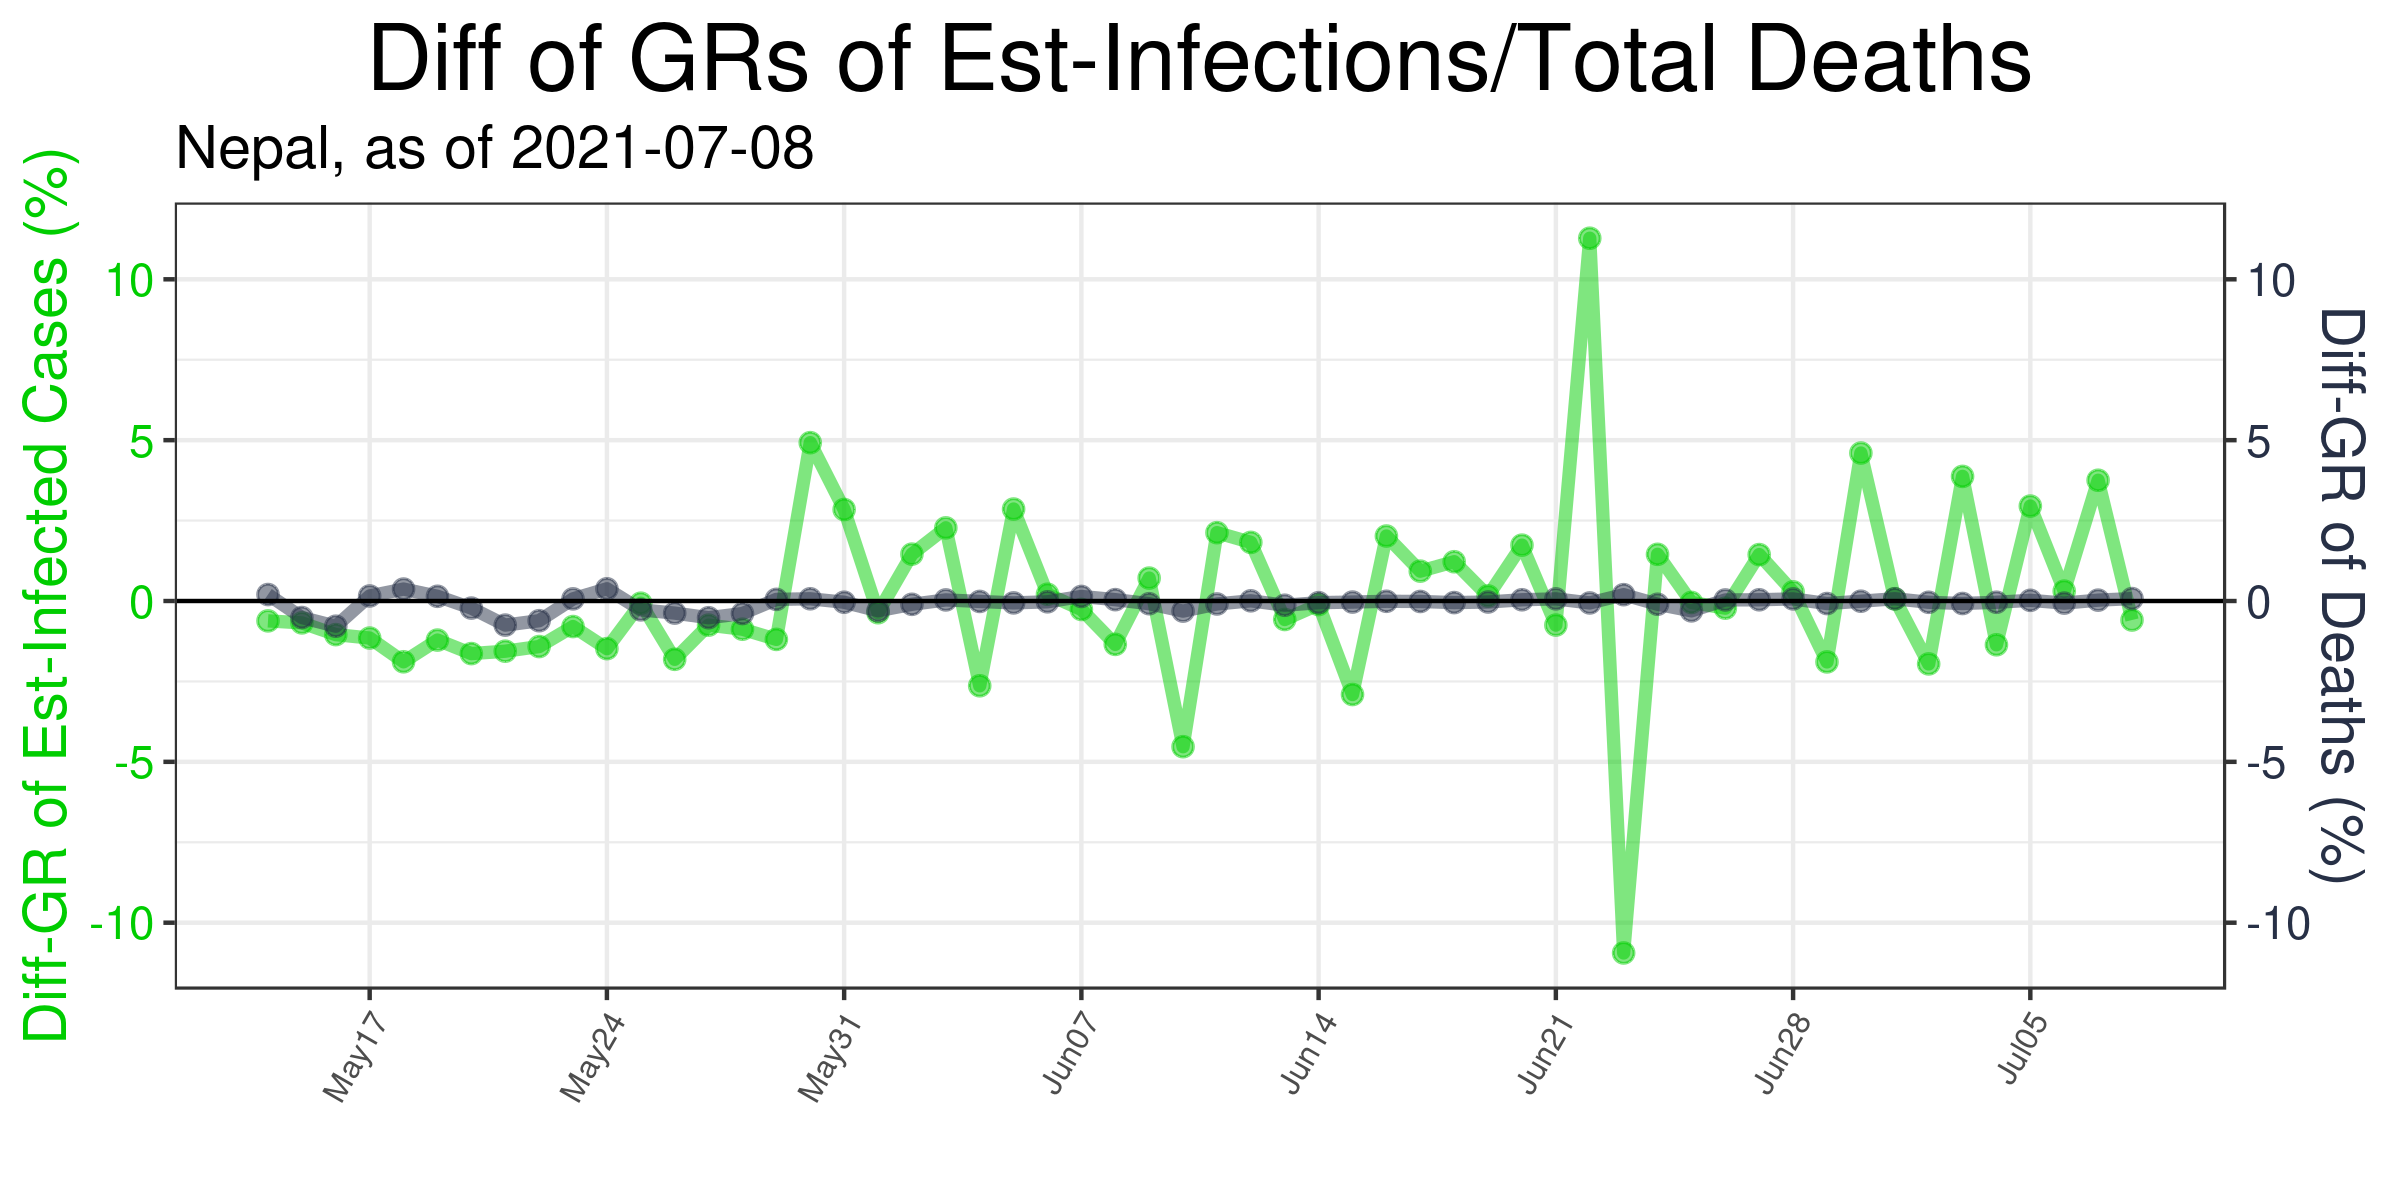 Diff of GRs of Est-Infections/Total Deaths
Nepal, as of 2021-07-08
Diff-GR of Est-Infected Cases (%)
10
5
0
-5
-10
10
5
0
-5
-10
Diff-GR of Deaths (%)
May17
May24
May31
Jun07
Jun14
Jun21
Jun28
Jul05